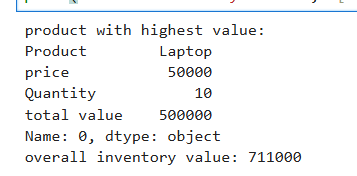 product with highest value:
Product Laptop
price 50000
Quantity 10
total value 500000
Name: 0, dtype: object
overall inventory value: 711000